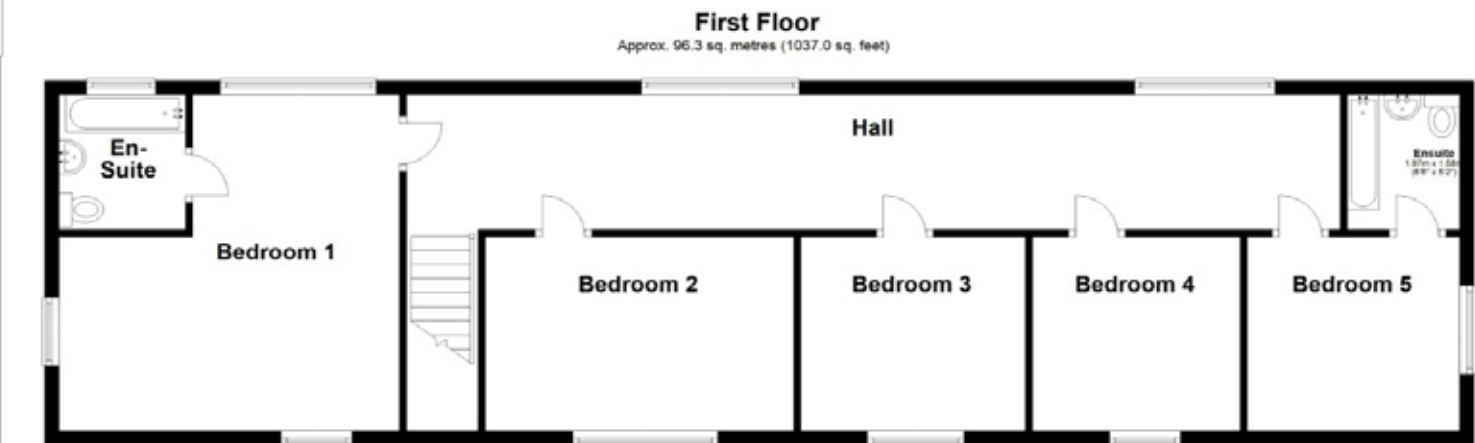 First Floor
Approx. 96.3 sq. metres (1037.0 sq. feet)
En-
Suite
Bedroom 1
Hall
Bedroom 2
Bedroom 3
Bedroom 4
Bedroom 5
Ensuite